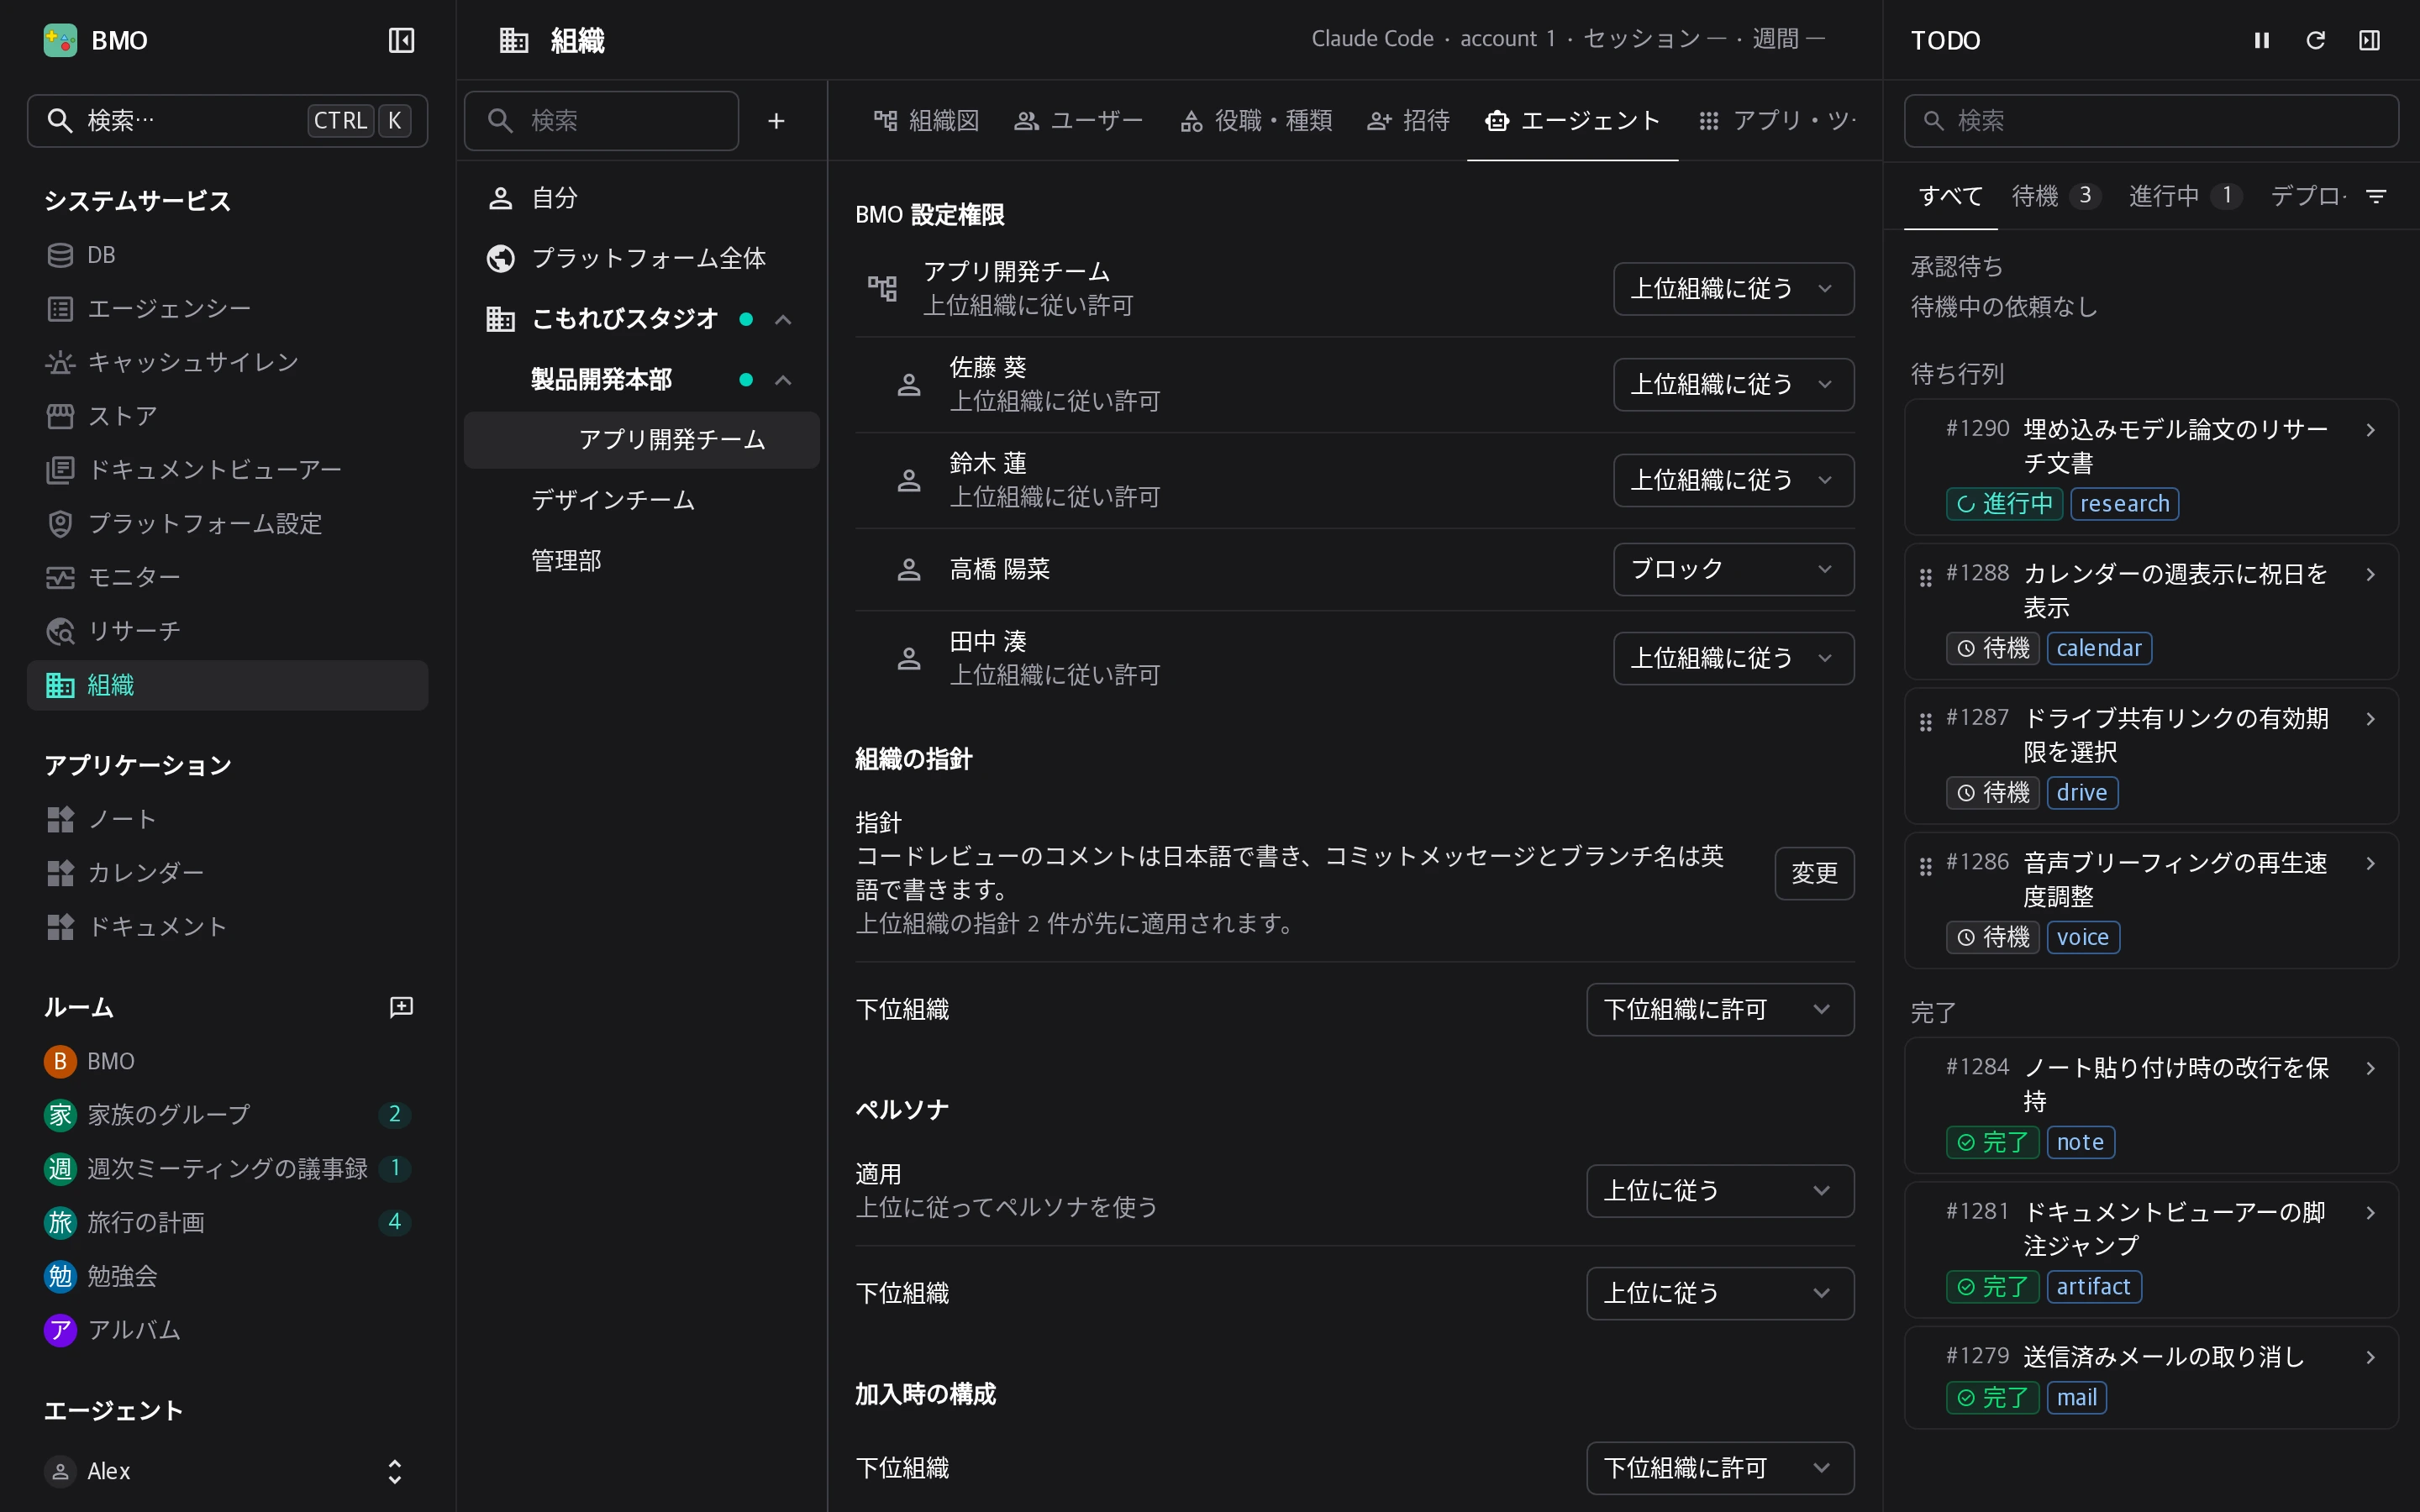 BMO
検索…
CTRL K
システムサービス
DB
エージェンシー
キャッシュサイレン
ストア
ドキュメントビューアー
プラットフォーム設定
モニター
リサーチ
組織
アプリケーション
ノート
カレンダー
ドキュメント
ルーム
B BMO
家 家族のグループ 2
週 週次ミーティングの議事録 1
旅 旅行の計画 4
勉 勉強会
ア アルバム
エージェント
Alex
組織
Claude Code · account 1 · セッション — · 週間 —
検索
自分
プラットフォーム全体
こもれびスタジオ
製品開発本部
アプリ開発チーム
デザインチーム
管理部
組織図 ユーザー 役職・種類 招待 エージェント アプリ・ツ
BMO 設定権限
アプリ開発チーム
上位組織に従い許可
上位組織に従う
佐藤 葵
上位組織に従い許可
上位組織に従う
鈴木 蓮
上位組織に従い許可
上位組織に従う
高橋 陽菜
ブロック
田中 湊
上位組織に従い許可
上位組織に従う
組織の指針
指針
コードレビューのコメントは日本語で書き、コミットメッセージとブランチ名は英
語で書きます。
上位組織の指針 2 件が先に適用されます。
変更
下位組織
下位組織に許可
ペルソナ
適用
上位に従ってペルソナを使う
上位に従う
下位組織
上位に従う
加入時の構成
下位組織
下位組織に許可
TODO
検索
すべて 待機 3 進行中 1 デプロ
承認待ち
待機中の依頼なし
待ち行列
#1290 埋め込みモデル論文のリサー
チ文書
進行中 research
#1288 カレンダーの週表示に祝日を
表示
待機 calendar
#1287 ドライブ共有リンクの有効期
限を選択
待機 drive
#1286 音声ブリーフィングの再生速
度調整
待機 voice
完了
#1284 ノート貼り付け時の改行を保
持
完了 note
#1281 ドキュメントビューアーの脚
注ジャンプ
完了 artifact
#1279 送信済みメールの取り消し
完了 mail